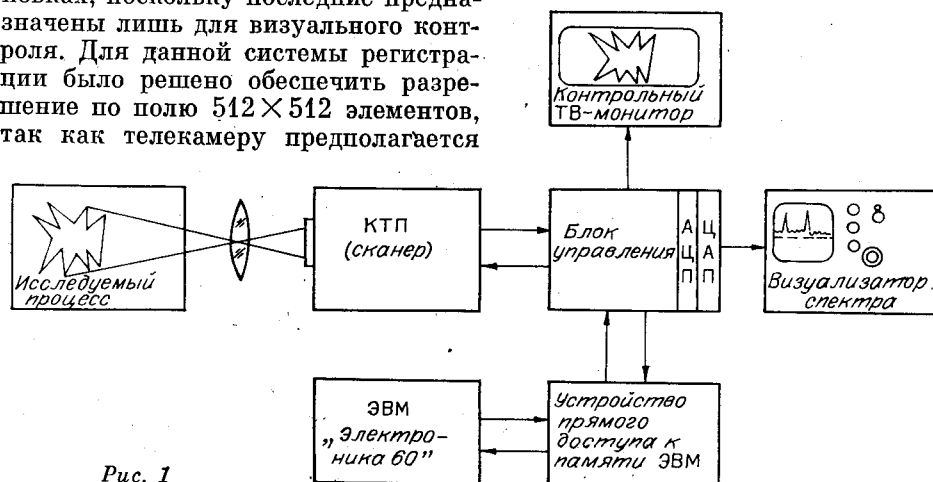 новках, поскольку последние предна-
значены лишь для визуального конт-
роля. Для данной системы регистра-
ции было решено обеспечить разре-
шение по полю 512×512 элементов,
так как телекамеру предполагается
Контрольный
ТВ-монитор
Исследуемый
процесс
КТП
(сканер)
Блок
управления
АЦП
ЦАП
Визуализатор
спектра
ЭВМ
„Электро-
ника 60”
Устройство
прямого
доступа к
памяти ЭВМ
Рис. 1